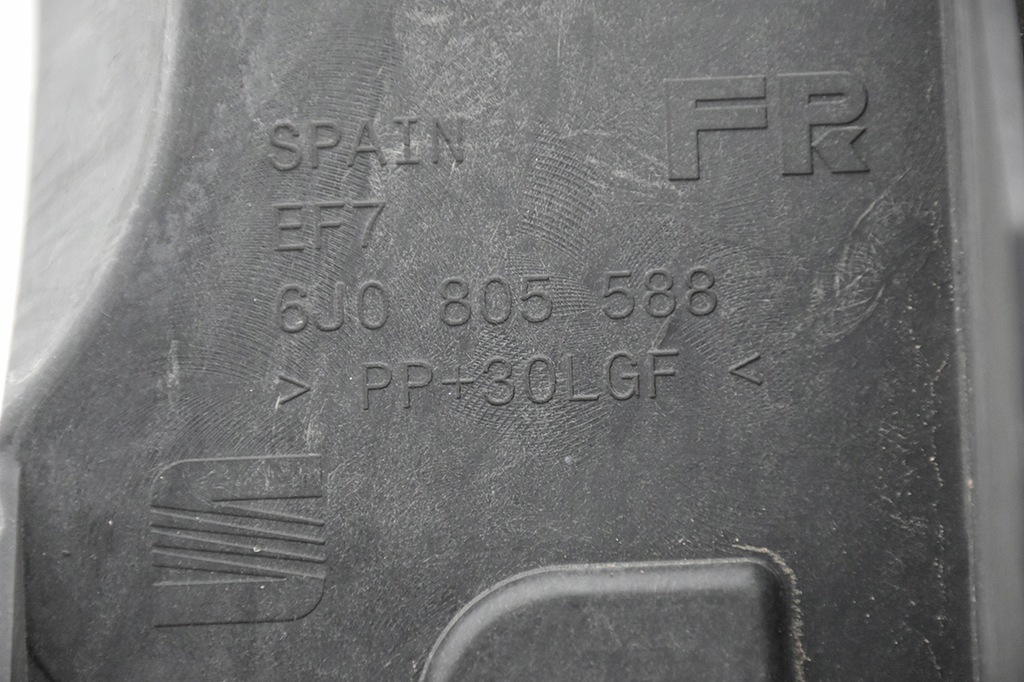 FR
SPAIN
EF7
6J0 805 588
> PP+30LGF <